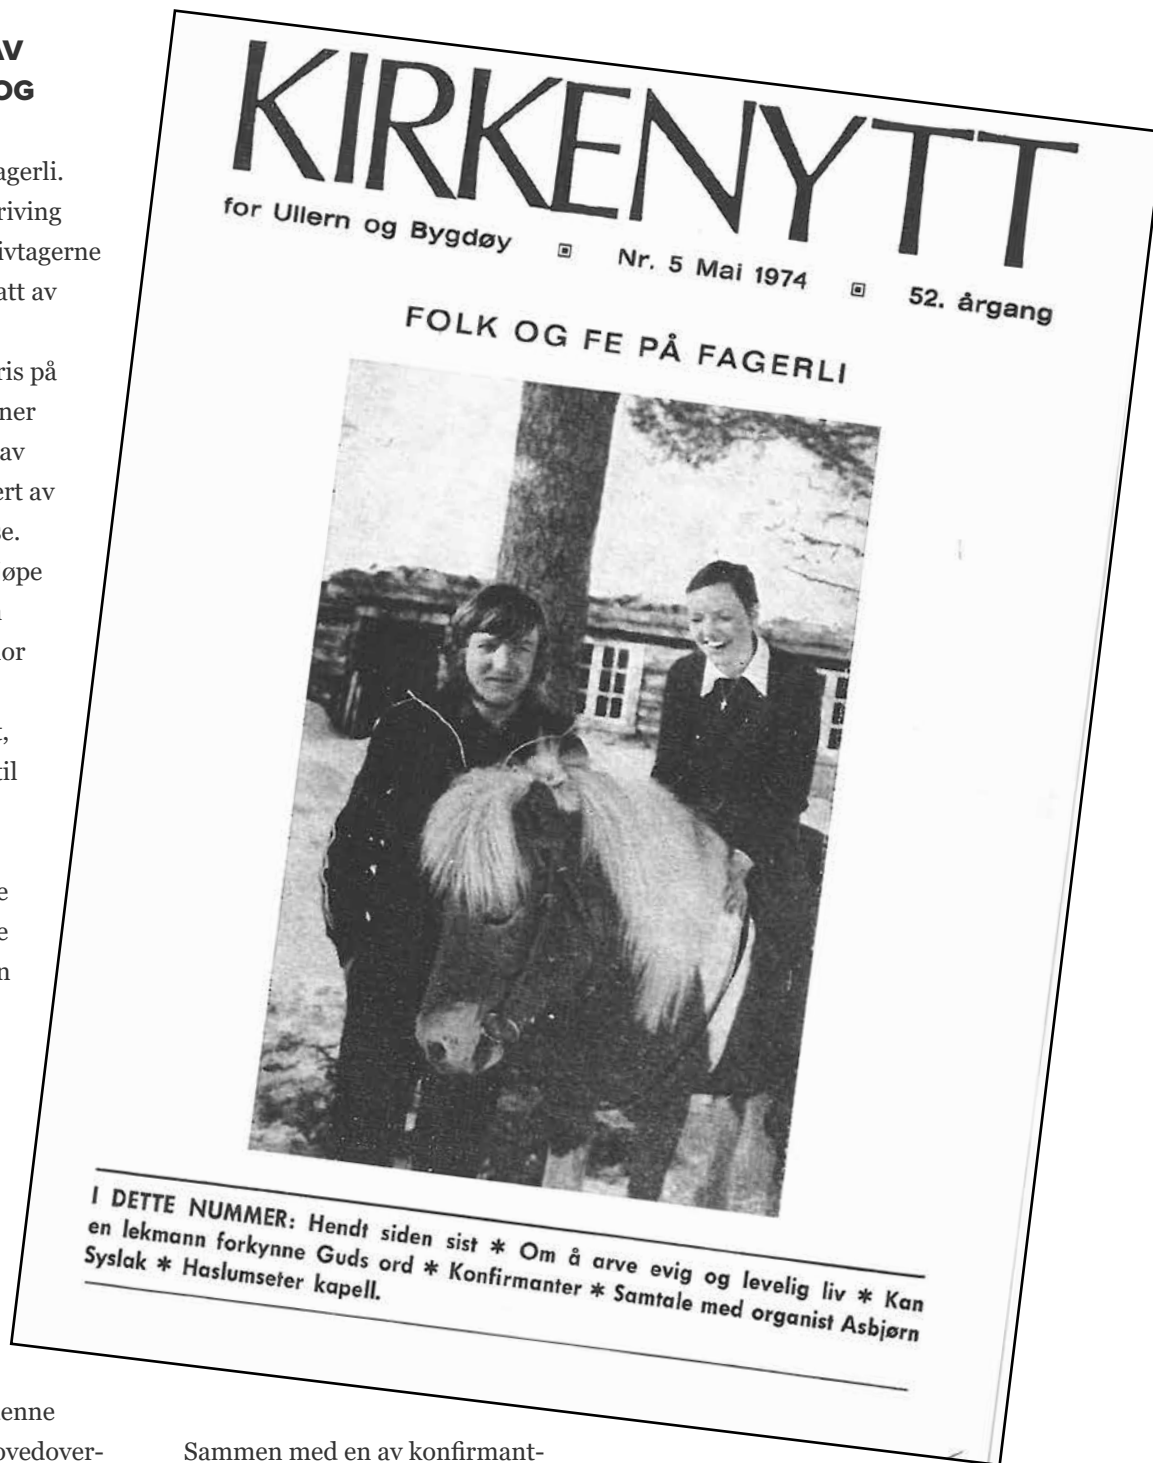 AV
OG
agerli.
riving
ivtagerne
att av
ris på
ner
av
ert av
se.
øpe
or
t,
til
e
e
n
enne
ovedover-
KIRKENYTT
for Ullern og Bygdøy Nr. 5 Mai 1974 52. årgang
FOLK OG FE PÅ FAGERLI
I DETTE NUMMER: Hendt siden sist * Om å arve evig og levelig liv * Kan
en lekmann forkynne Guds ord * Konfirmanter * Samtale med organist Asbjørn
Syslak * Haslumseter kapell.
Sammen med en av konfirmant-